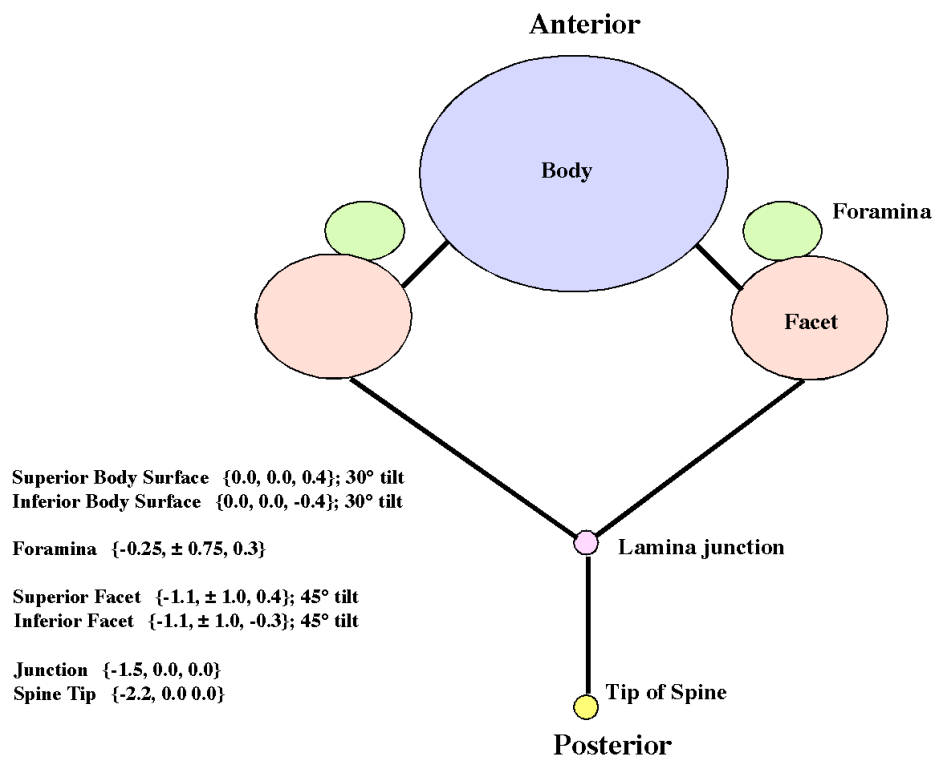 Anterior
Body
Foramina
Facet
Superior Body Surface {0.0, 0.0, 0.4}; 30° tilt
Inferior Body Surface {0.0, 0.0, -0.4}; 30° tilt
Foramina {-0.25, ± 0.75, 0.3}
Lamina junction
Superior Facet {-1.1, ± 1.0, 0.4}; 45° tilt
Inferior Facet {-1.1, ± 1.0, -0.3}; 45° tilt
Junction {-1.5, 0.0, 0.0}
Spine Tip {-2.2, 0.0 0.0}
Tip of Spine
Posterior